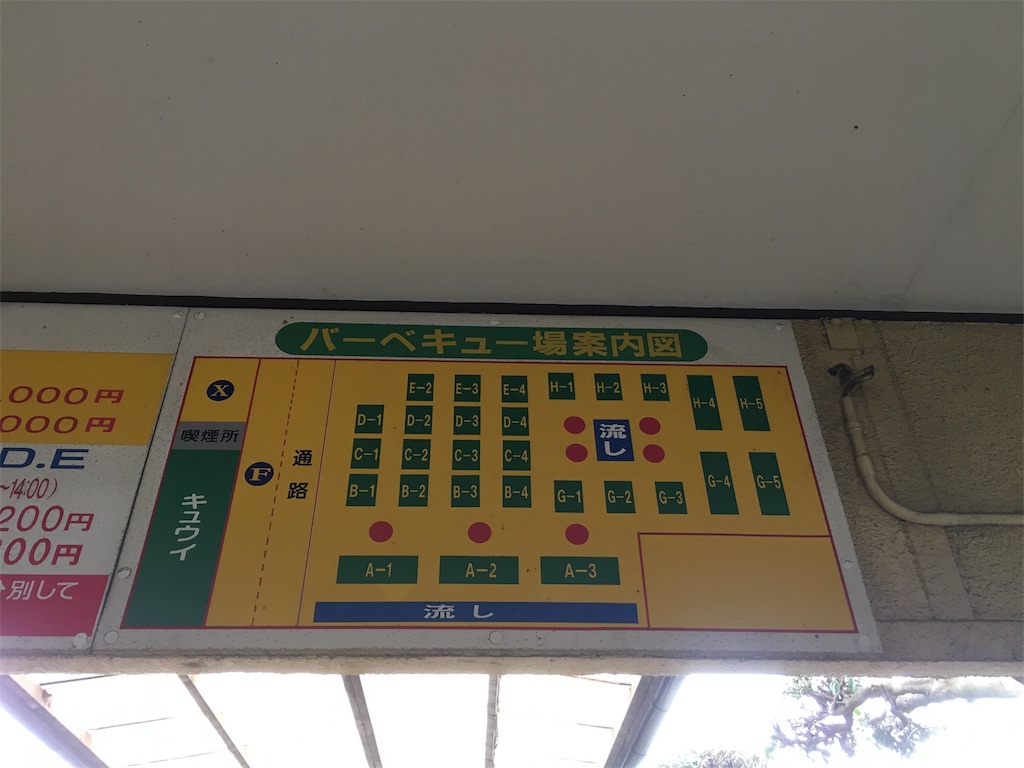 バーベキュー場案内図
000円
000円
D.E
~14:00)
200円
00円
別して
X
喫煙所
キュウイ
F
通路
E-2 E-3 E-4 H-1 H-2 H-3 H-4 H-5
D-1 D-2 D-3 D-4 流し
C-1 C-2 C-3 C-4
B-1 B-2 B-3 B-4 G-1 G-2 G-3 G-4 G-5
A-1 A-2 A-3
流し